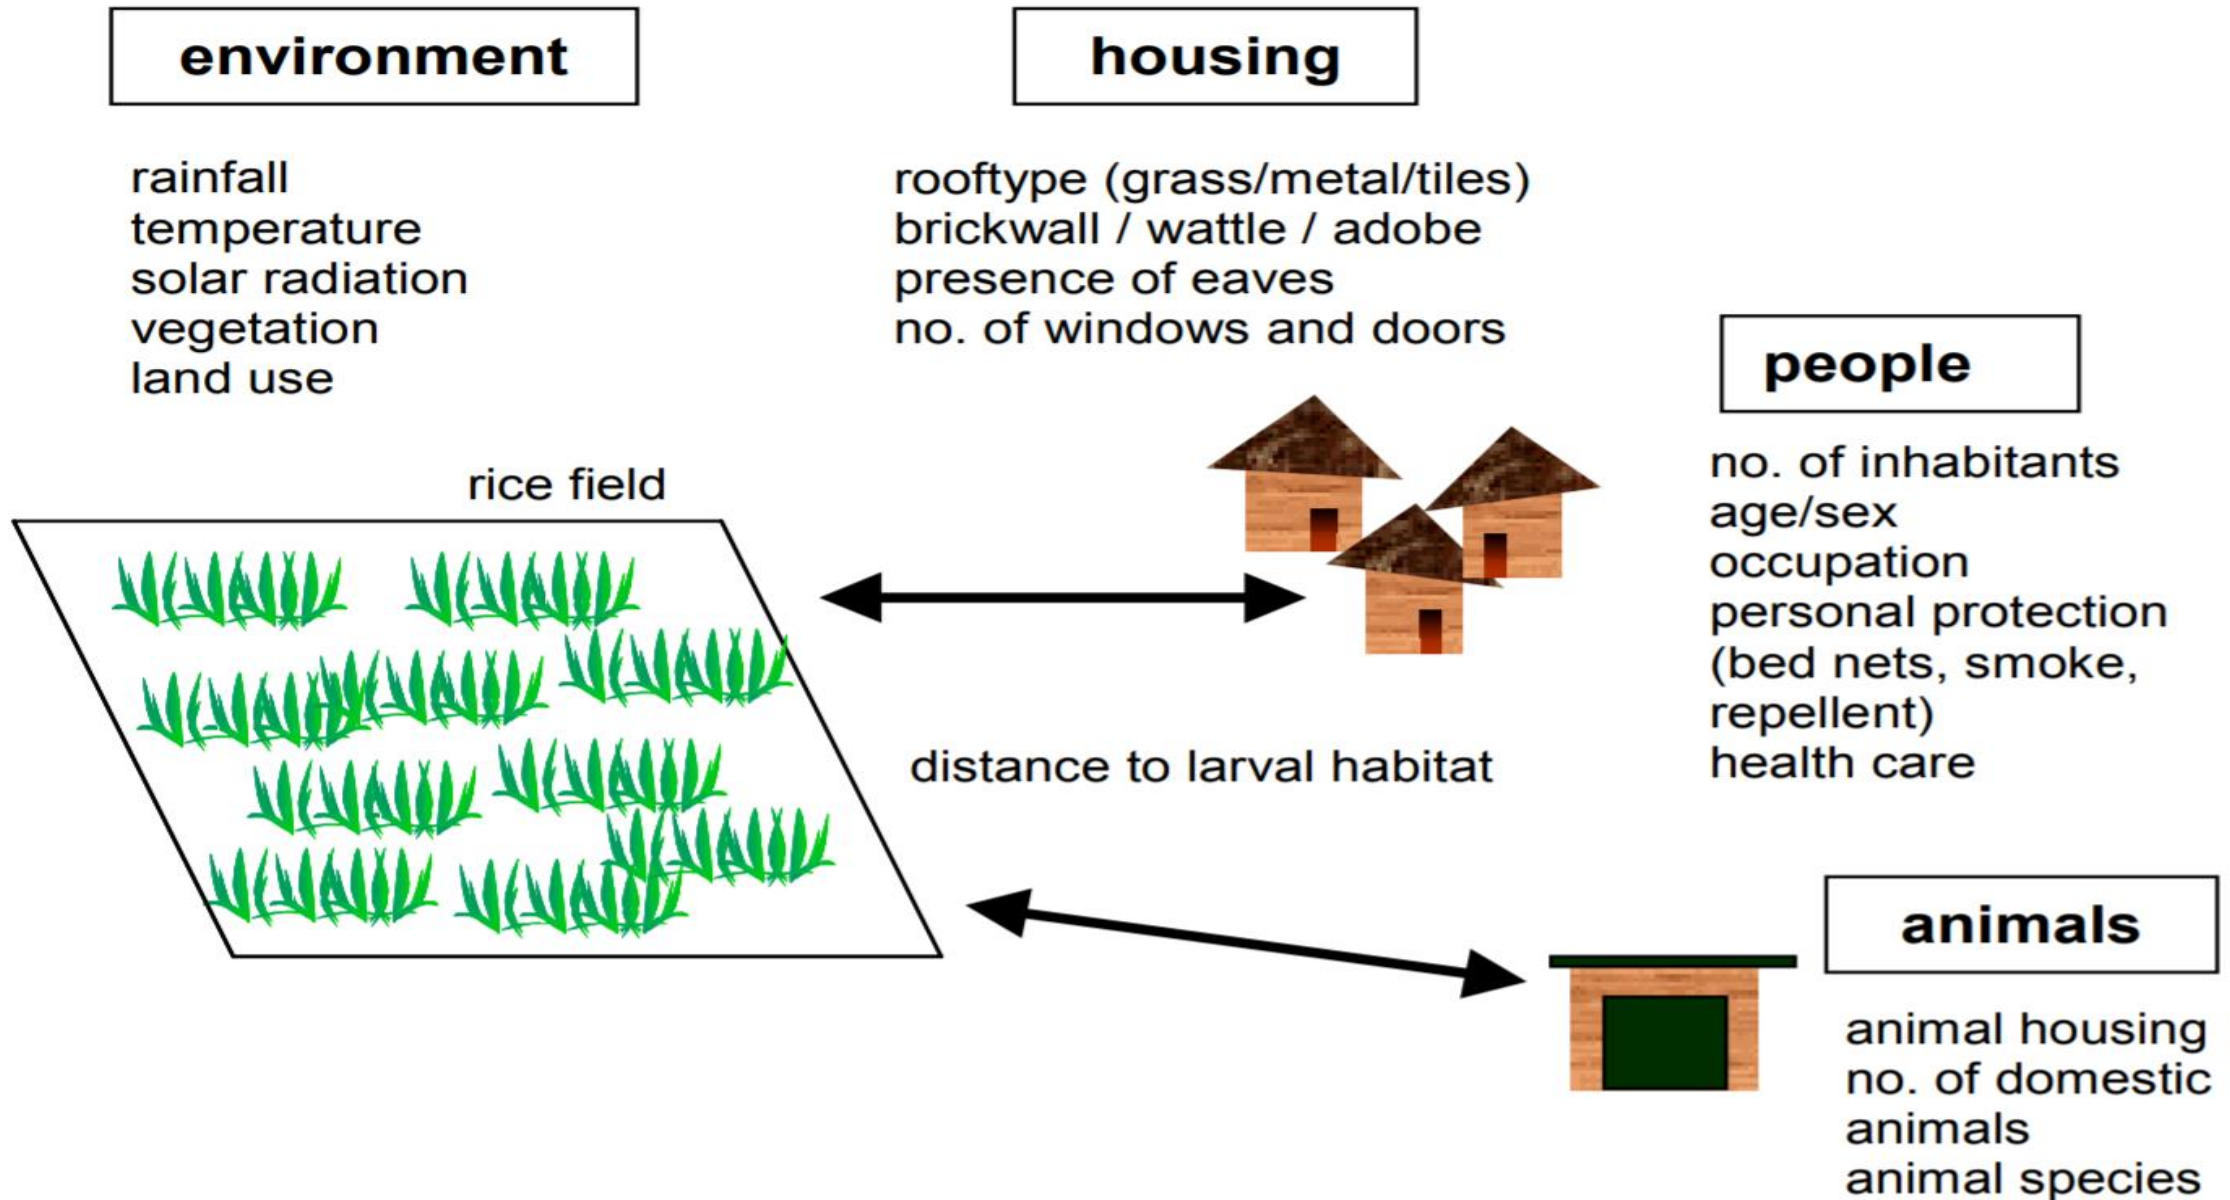 environment
rainfall
temperature
solar radiation
vegetation
land use
housing
rooftype (grass/metal/tiles)
brickwall / wattle / adobe
presence of eaves
no. of windows and doors
people
no. of inhabitants
age/sex
occupation
personal protection
(bed nets, smoke,
repellent)
health care
rice field
distance to larval habitat
animals
animal housing
no. of domestic
animals
animal species